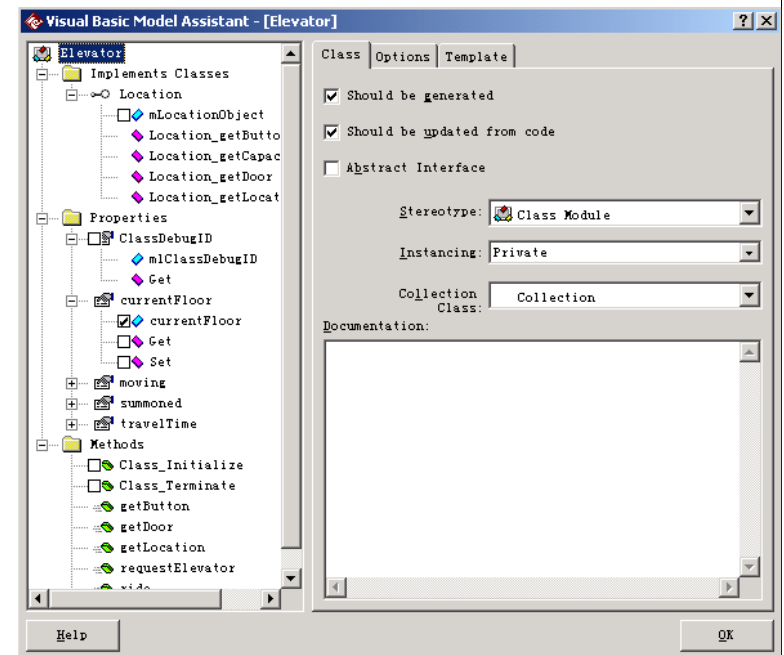 Visual Basic Model Assistant - [Elevator]
Elevator
Implements Classes
Location
mLocationObject
Location_getButto
Location_getCapac
Location_getDoor
Location_getLocat
Properties
ClassDebugID
mlClassDebugID
Get
currentFloor
currentFloor
Get
Set
moving
summoned
travelTime
Methods
Class_Initialize
Class_Terminate
getButton
getDoor
getLocation
requestElevator
ride
Class Options Template
Should be generated
Should be updated from code
Abstract Interface
Stereotype: Class Module
Instancing: Private
Collection Class: Collection
Documentation:
Help
OK